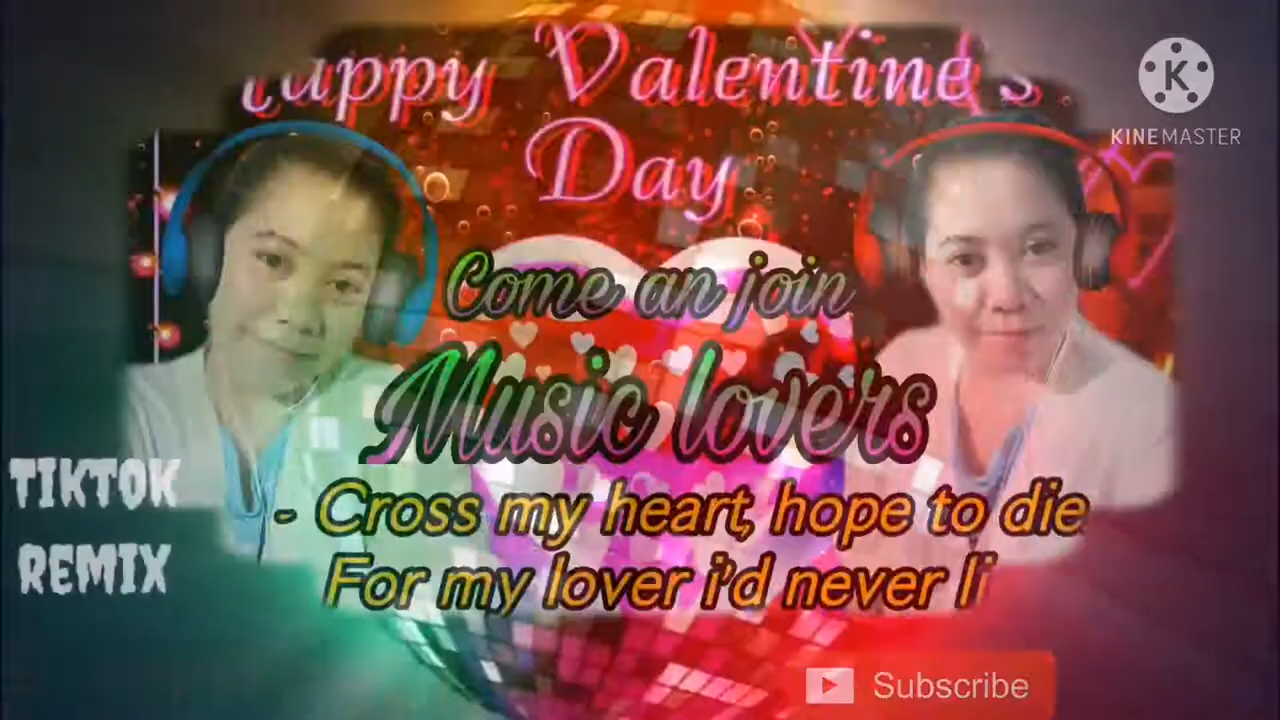 Happy Valentine's
Day
KINEMASTER
Come an join
Music lovers
TIKTOK
REMIX
- Cross my heart, hope to die
For my lover i'd never li
Subscribe